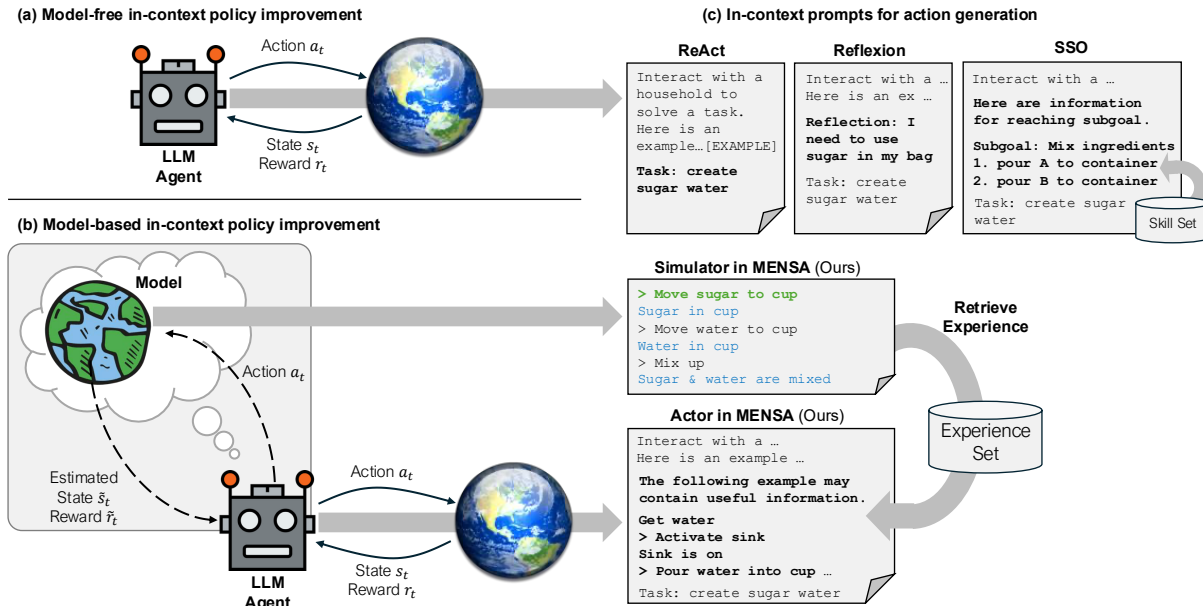 (a) Model-free in-context policy improvement
Action a_t
State s_t
Reward r_t
LLM
Agent
(b) Model-based in-context policy improvement
Model
Action a_t
Estimated
State s̃_t
Reward r̃_t
Action a_t
State s_t
Reward r_t
LLM
Agent
(c) In-context prompts for action generation
ReAct
Interact with a
household to
solve a task.
Here is an
example…[EXAMPLE]
Task: create
sugar water
Reflexion
Interact with a …
Here is an ex …
Reflection: I
need to use
sugar in my bag
Task: create
sugar water
SSO
Interact with a …
Here are information
for reaching subgoal.
Subgoal: Mix ingredients
1. pour A to container
2. pour B to container
Task: create sugar
water
Skill Set
Simulator in MENSA (Ours)
> Move sugar to cup
Sugar in cup
> Move water to cup
Water in cup
> Mix up
Sugar & water are mixed
Retrieve
Experience
Experience
Set
Actor in MENSA (Ours)
Interact with a …
Here is an example …
The following example may
contain useful information.
Get water
> Activate sink
Sink is on
> Pour water into cup …
Task: create sugar water